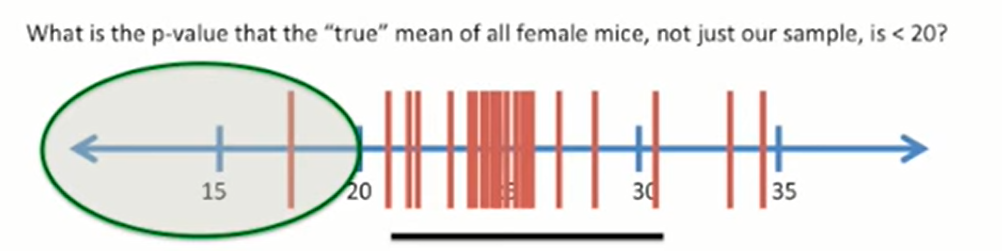 What is the p-value that the “true” mean of all female mice, not just our sample, is < 20?
15 20 30 35